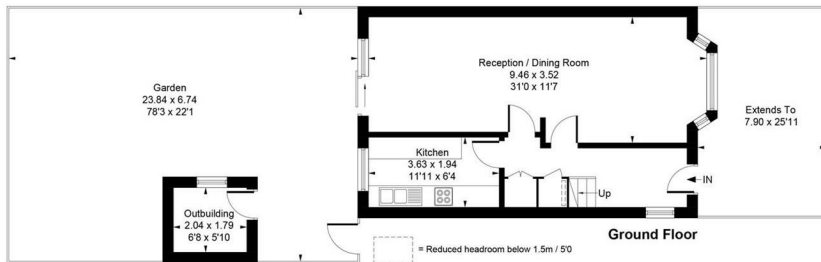 Garden
23.84 x 6.74
78'3 x 22'1
Reception / Dining Room
9.46 x 3.52
31'0 x 11'7
Extends To
7.90 x 25'11
Kitchen
3.63 x 1.94
11'11 x 6'4
IN
Up
Outbuilding
2.04 x 1.79
6'8 x 5'10
Ground Floor
= Reduced headroom below 1.5m / 5'0